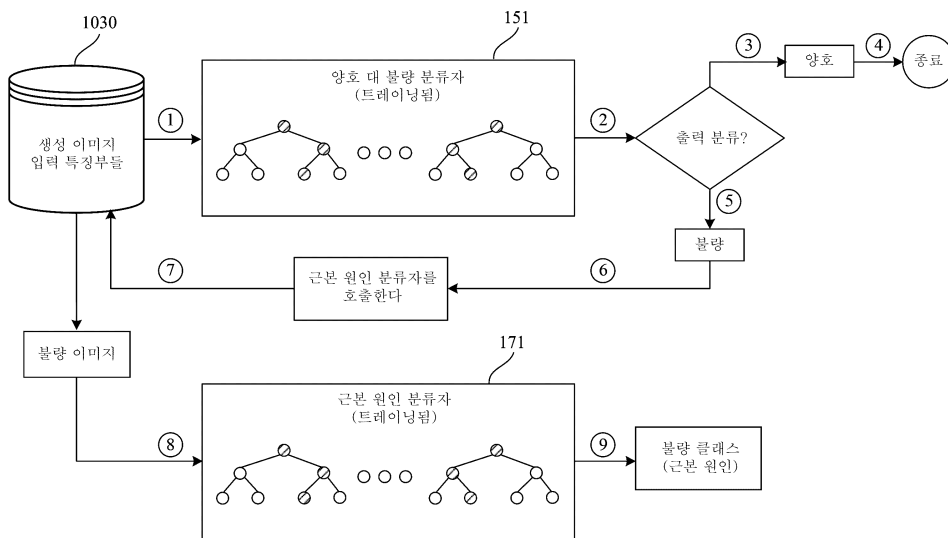 1030
151
양호 대 불량 분류자
(트레이닝됨)
생성 이미지
입력 특징부들
①
②
출력 분류?
③
양호
④
종료
⑤
불량
⑥
근본 원인 분류자를
호출한다
⑦
불량 이미지
171
근본 원인 분류자
(트레이닝됨)
⑧
⑨
불량 클래스
(근본 원인)